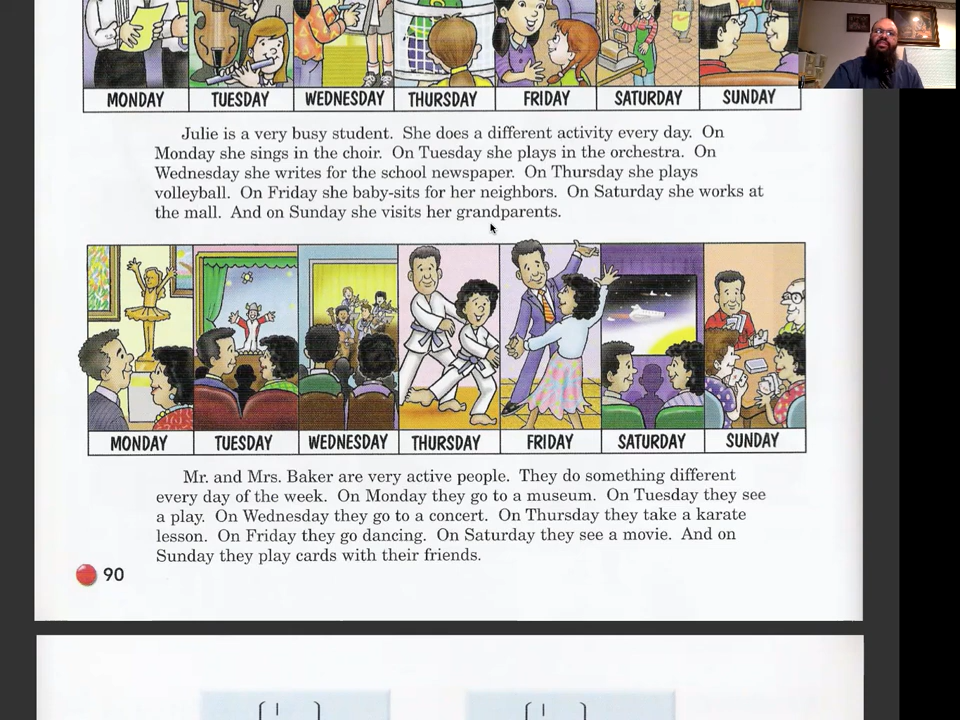 MONDAY TUESDAY WEDNESDAY THURSDAY FRIDAY SATURDAY SUNDAY
Julie is a very busy student. She does a different activity every day. On
Monday she sings in the choir. On Tuesday she plays in the orchestra. On
Wednesday she writes for the school newspaper. On Thursday she plays
volleyball. On Friday she baby-sits for her neighbors. On Saturday she works at
the mall. And on Sunday she visits her grandparents.
MONDAY TUESDAY WEDNESDAY THURSDAY FRIDAY SATURDAY SUNDAY
Mr. and Mrs. Baker are very active people. They do something different
every day of the week. On Monday they go to a museum. On Tuesday they see
a play. On Wednesday they go to a concert. On Thursday they take a karate
lesson. On Friday they go dancing. On Saturday they see a movie. And on
Sunday they play cards with their friends.
90